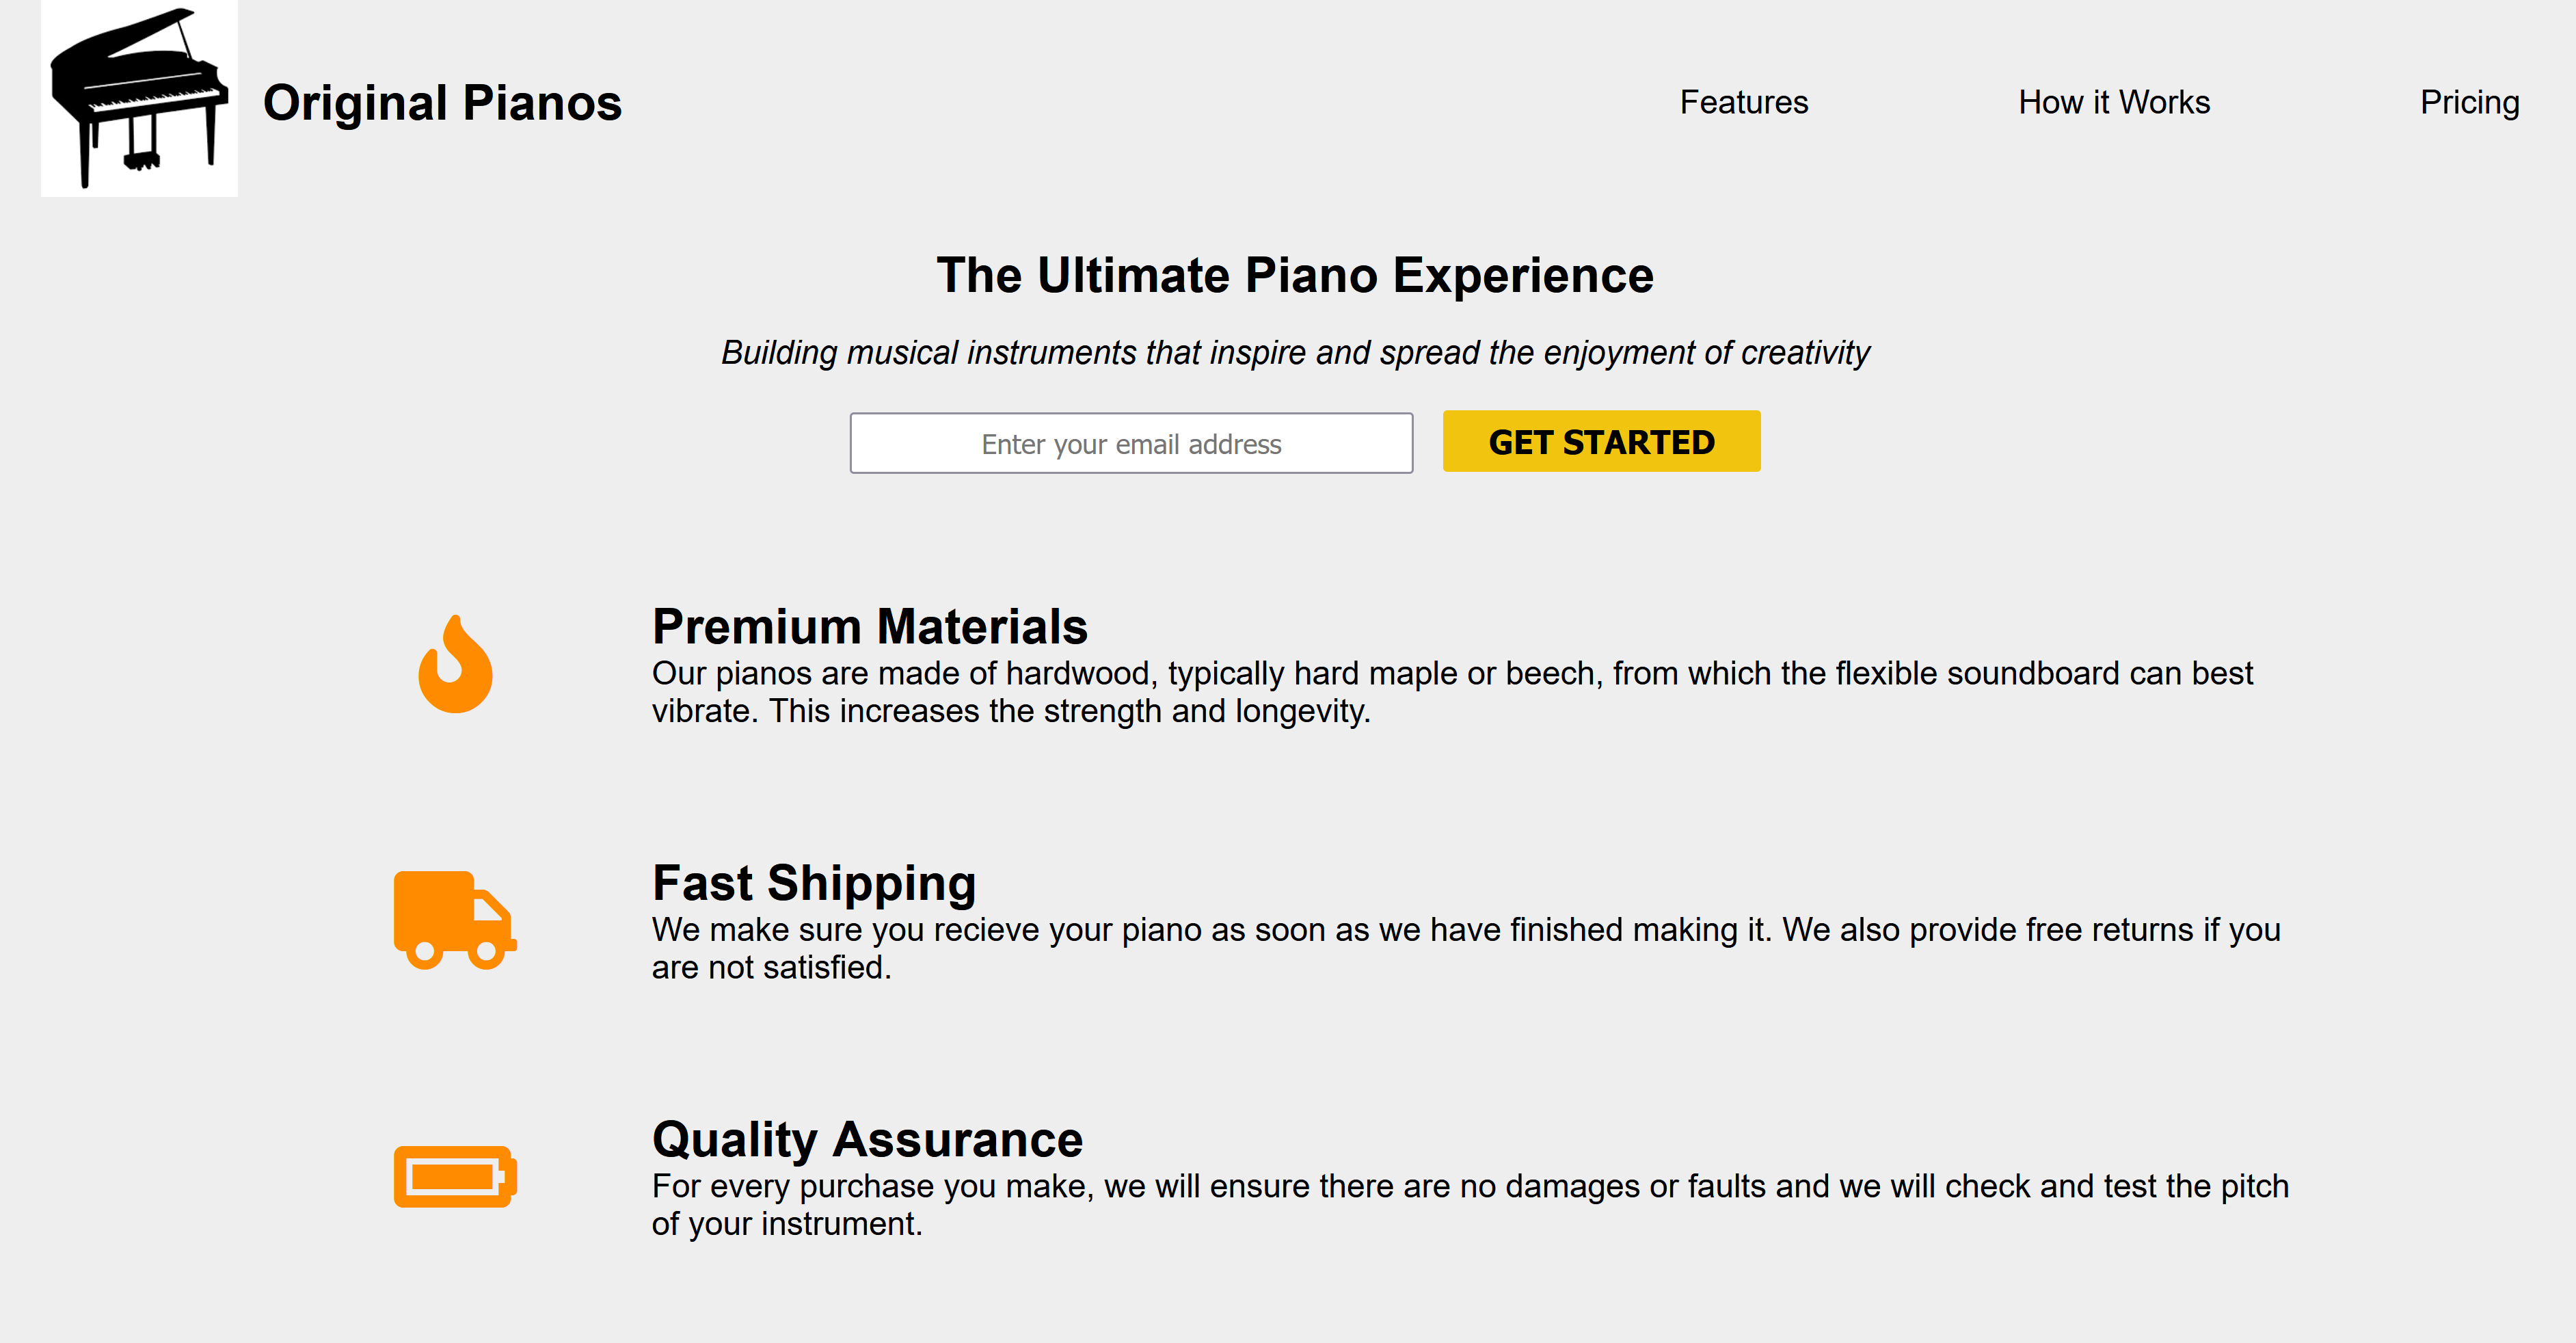 Original Pianos
Features
How it Works
Pricing
The Ultimate Piano Experience
Building musical instruments that inspire and spread the enjoyment of creativity
Enter your email address
GET STARTED
Premium Materials
Our pianos are made of hardwood, typically hard maple or beech, from which the flexible soundboard can best
vibrate. This increases the strength and longevity.
Fast Shipping
We make sure you recieve your piano as soon as we have finished making it. We also provide free returns if you
are not satisfied.
Quality Assurance
For every purchase you make, we will ensure there are no damages or faults and we will check and test the pitch
of your instrument.